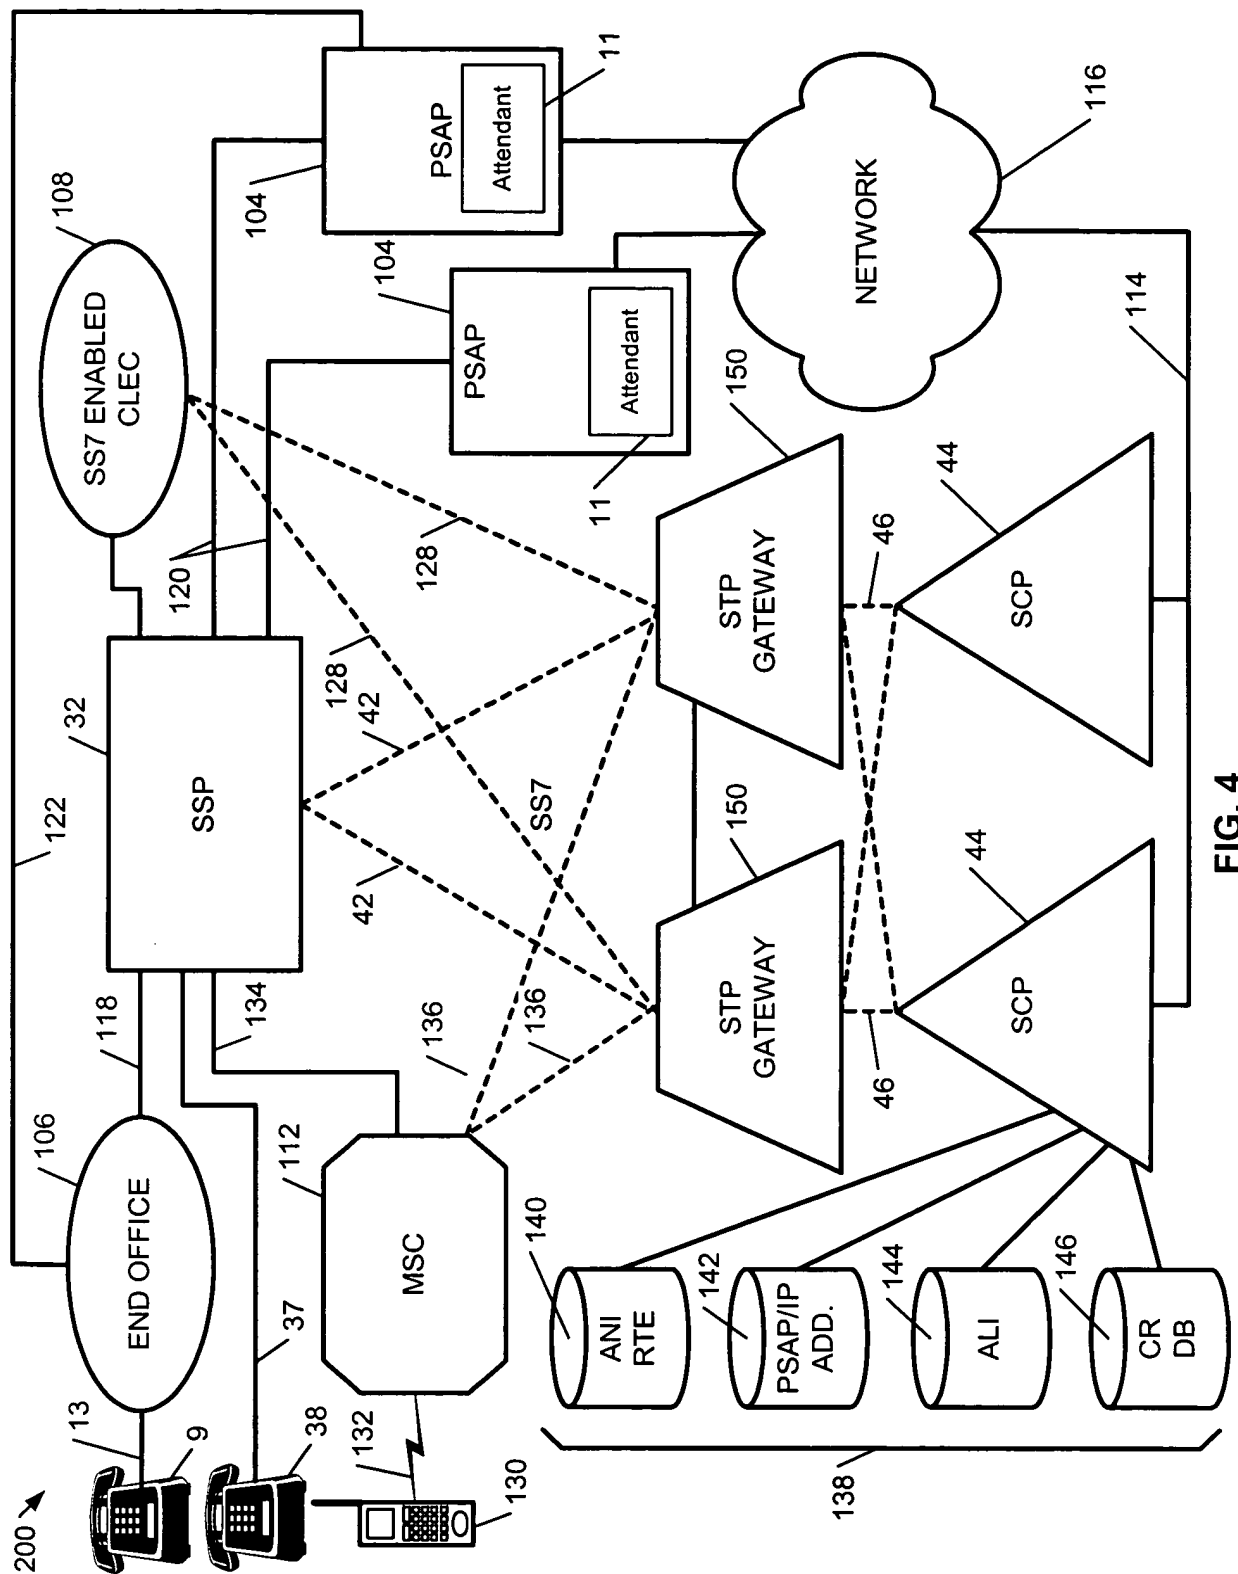 200
13
9
38
37
132
130
END OFFICE
106
118
134
122
SSP
32
SS7 ENABLED
CLEC
108
120
104
PSAP
Attendant
11
104
PSAP
Attendant
11
MSC
112
136
136
42
42
128
128
SS7
STP
GATEWAY
150
STP
GATEWAY
150
NETWORK
116
46
46
SCP
44
SCP
44
114
ANI
RTE
140
PSAP/IP
ADD.
142
ALI
144
CR
DB
146
138
FIG. 4